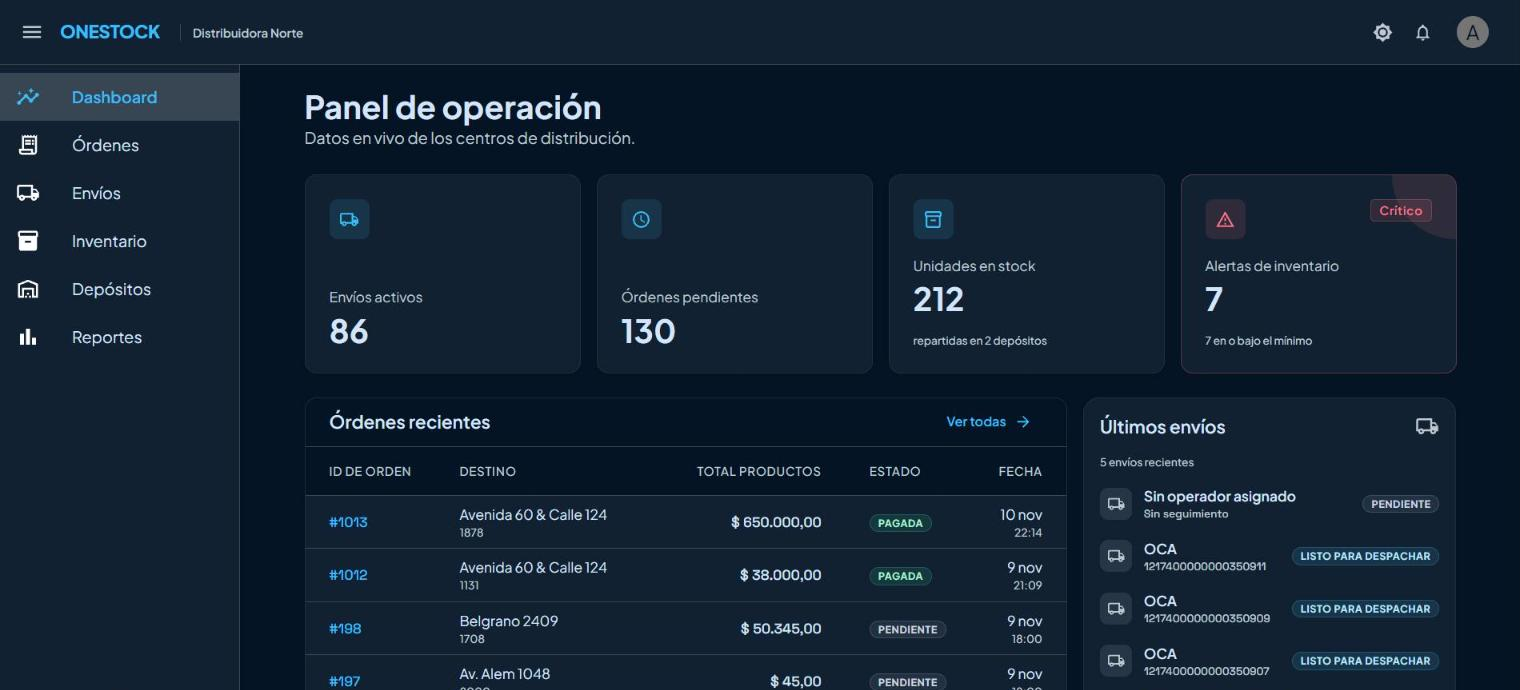 ONESTOCK
Distribuidora Norte
A
Dashboard
Órdenes
Envíos
Inventario
Depósitos
Reportes
Panel de operación
Datos en vivo de los centros de distribución.
Envíos activos
86
Órdenes pendientes
130
Unidades en stock
212
repartidas en 2 depósitos
Crítico
Alertas de inventario
7
7 en o bajo el mínimo
Órdenes recientes
Ver todas
ID DE ORDEN DESTINO TOTAL PRODUCTOS ESTADO FECHA
#1013 Avenida 60 & Calle 124 $ 650.000,00 PAGADA 10 nov
1878 22:14
#1012 Avenida 60 & Calle 124 $ 38.000,00 PAGADA 9 nov
1131 21:09
#198 Belgrano 2409 $ 50.345,00 PENDIENTE 9 nov
1708 18:00
#197 Av. Alem 1048 $ 45,00 PENDIENTE 9 nov
Últimos envíos
5 envíos recientes
Sin operador asignado PENDIENTE
Sin seguimiento
OCA LISTO PARA DESPACHAR
1217400000000350911
OCA LISTO PARA DESPACHAR
1217400000000350909
OCA LISTO PARA DESPACHAR
1217400000000350907